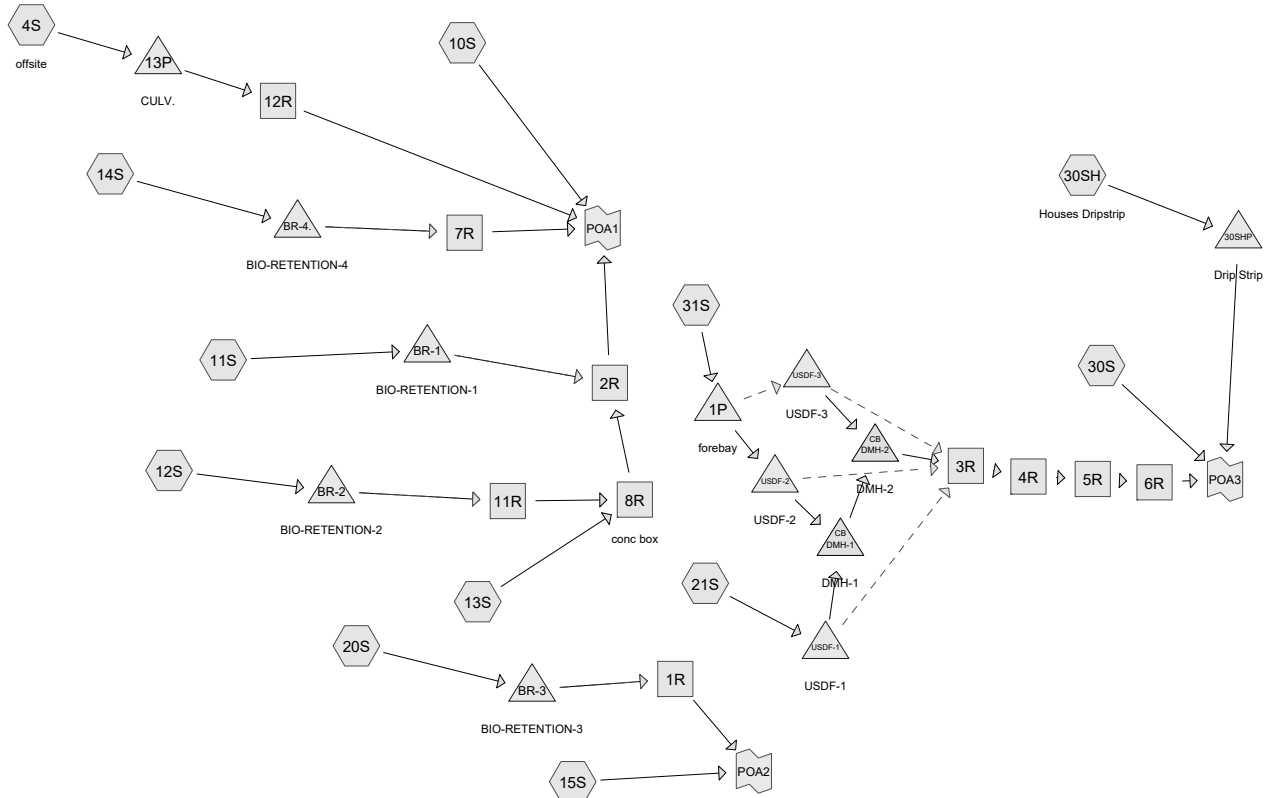 4S
offsite
13P
CULV.
12R
10S
14S
BR-4.
BIO-RETENTION-4
7R
POA1
30SH
Houses Dripstrip
30SHP
Drip Strip
11S
BR-1
BIO-RETENTION-1
2R
31S
1P
forebay
USDF-3
USDF-3
30S
12S
BR-2
BIO-RETENTION-2
11R
8R
conc box
USDF-2
USDF-2
CB
DMH-2
DMH-2
3R
4R
5R
6R
POA3
CB
DMH-1
DMH-1
13S
21S
USDF-1
USDF-1
20S
BR-3
BIO-RETENTION-3
1R
15S
POA2